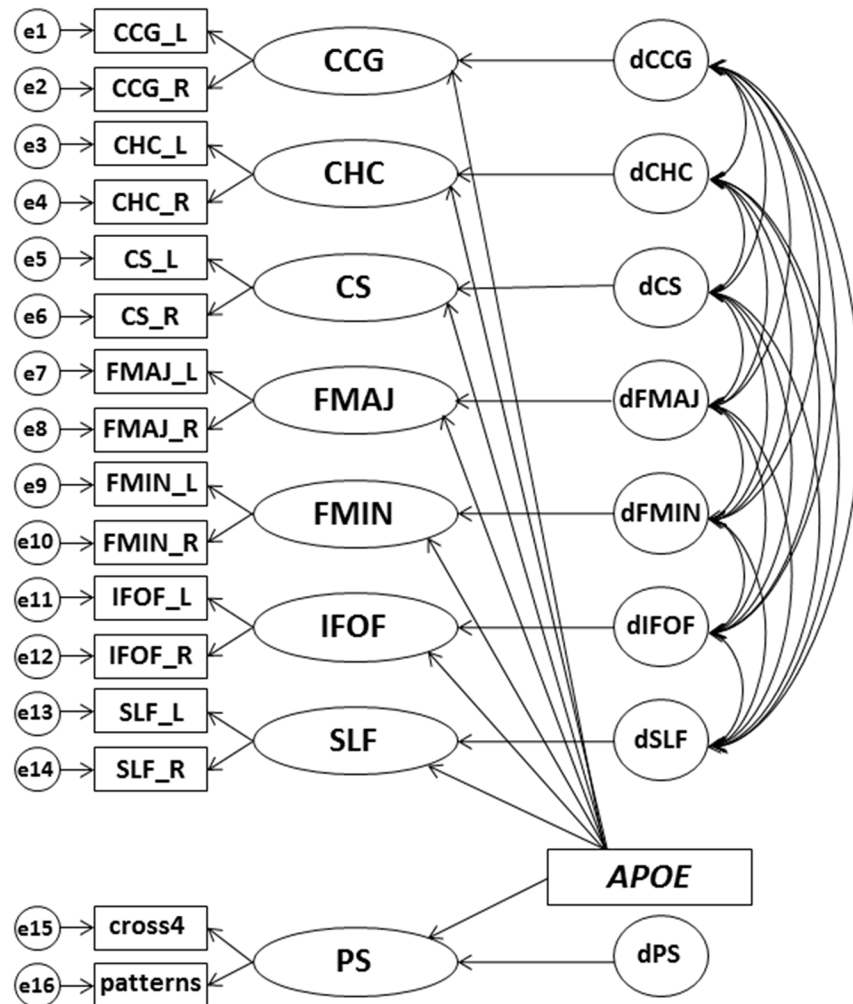 e1 CCG_L
CCG dCCG
e2 CCG_R
e3 CHC_L
CHC dCHC
e4 CHC_R
e5 CS_L
CS dCS
e6 CS_R
e7 FMAJ_L
FMAJ dFMAJ
e8 FMAJ_R
e9 FMIN_L
FMIN dFMIN
e10 FMIN_R
e11 IFOF_L
IFOF dIFOF
e12 IFOF_R
e13 SLF_L
SLF dSLF
e14 SLF_R
APOE
e15 cross4
PS dPS
e16 patterns